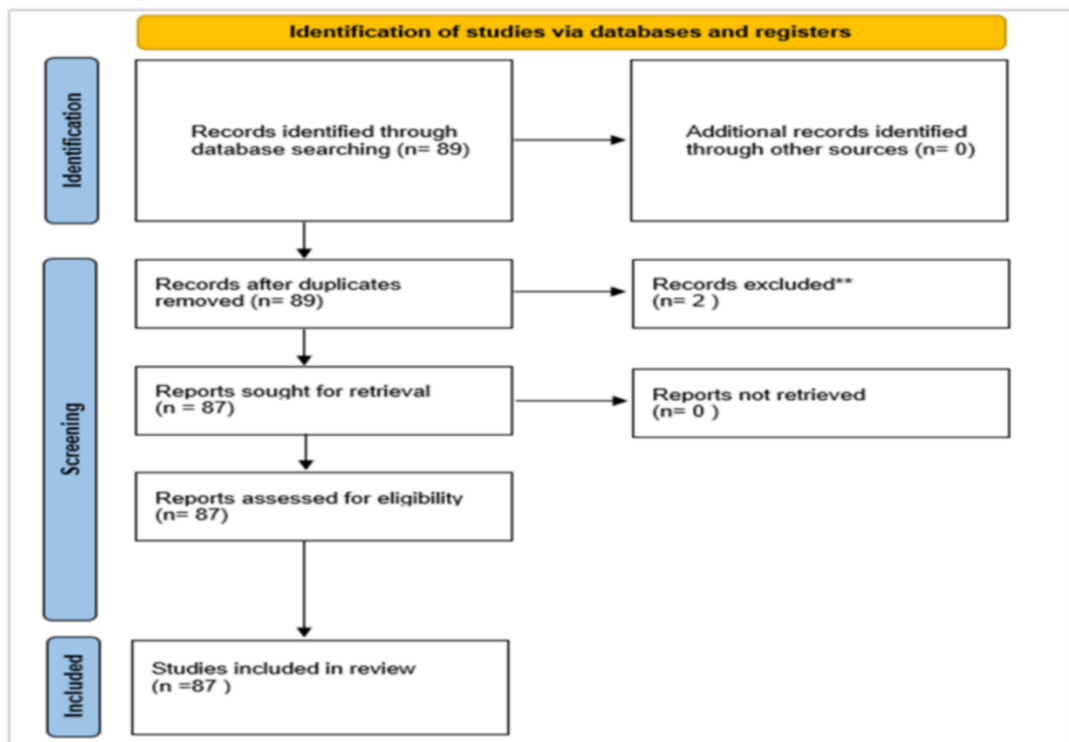 Identification of studies via databases and registers
Identification
Records identified through
database searching (n= 89)
Additional records identified
through other sources (n= 0)
Screening
Records after duplicates
removed (n= 89)
Records excluded**
(n= 2 )
Reports sought for retrieval
(n = 87)
Reports not retrieved
(n= 0 )
Reports assessed for eligibility
(n= 87)
Included
Studies included in review
(n =87 )